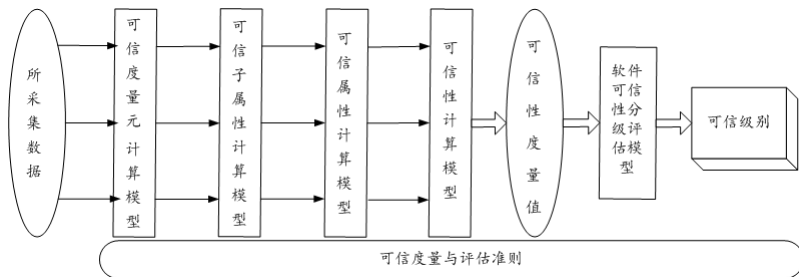 所采集数据
可信度量元计算模型
可信子属性计算模型
可信属性计算模型
可信性计算模型
可信性度量值
软件
可信
性分
级评
估模
型
可信级别
可信度量与评估准则